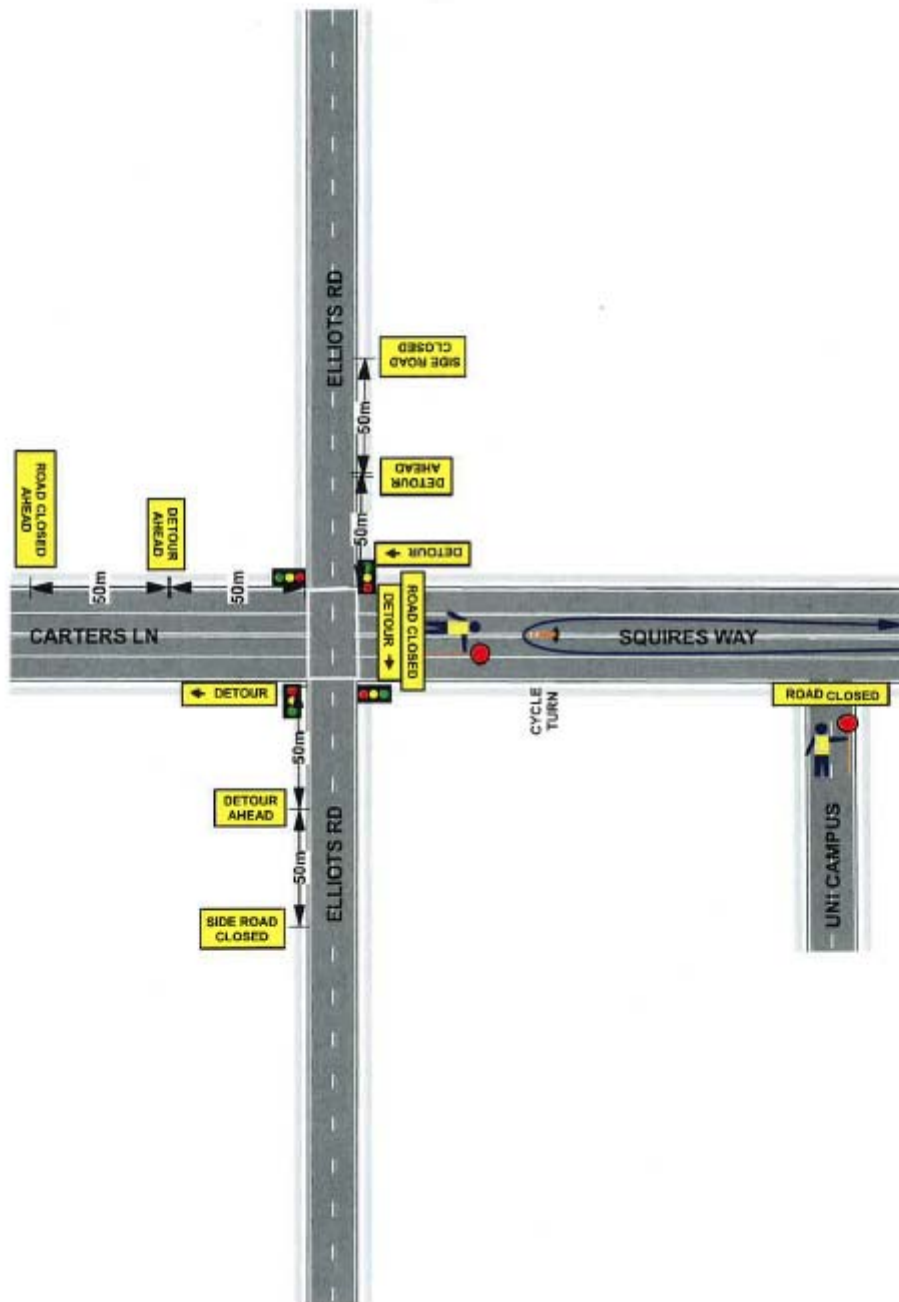 ELLIOTS RD
SIDE ROAD
CLOSED
50m
DETOUR
AHEAD
50m
DETOUR
ROAD CLOSED
AHEAD
50m
DETOUR
AHEAD
50m
CARTERS LN
ROAD CLOSED
DETOUR
SQUIRES WAY
CYCLE
TURN
ROAD CLOSED
UNI CAMPUS
DETOUR
50m
DETOUR
AHEAD
50m
SIDE ROAD
CLOSED
ELLIOTS RD